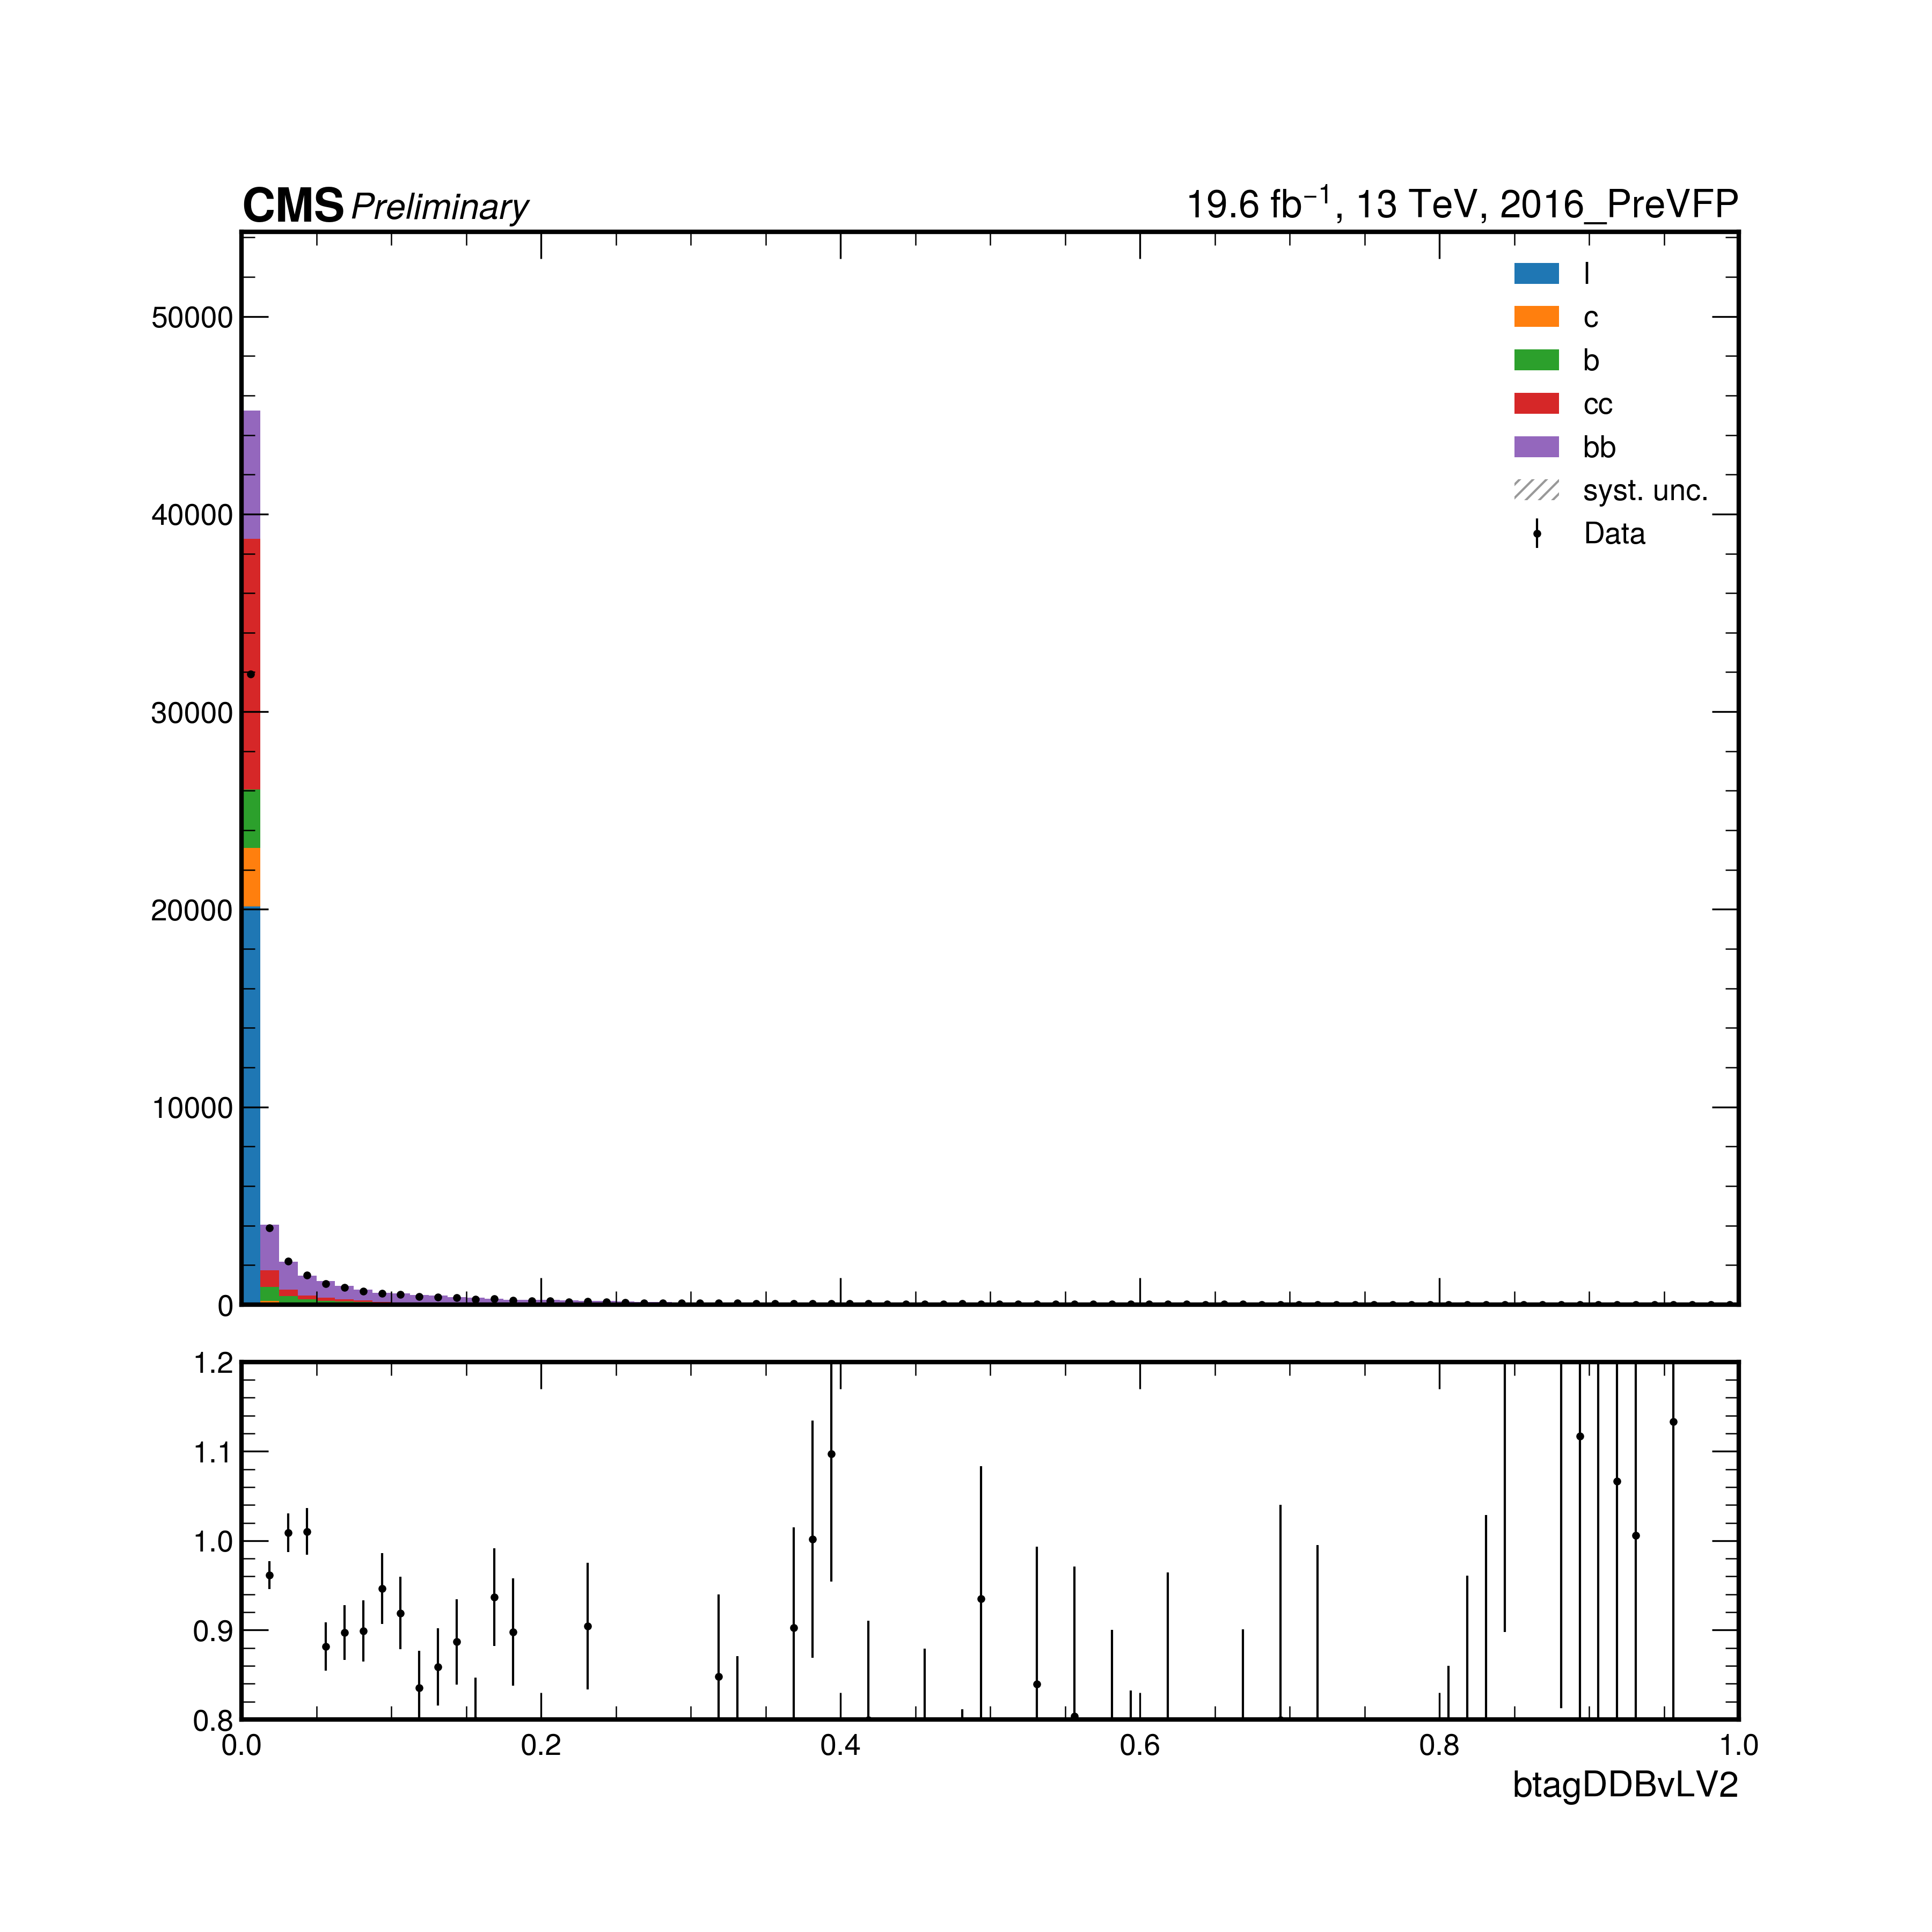 CMS Preliminary
19.6 fb⁻¹, 13 TeV, 2016_PreVFP
l
c
b
cc
bb
syst. unc.
Data
50000
40000
30000
20000
10000
0
1.2
1.1
1.0
0.9
0.8
0.0 0.2 0.4 0.6 0.8 1.0
btagDDBvLV2